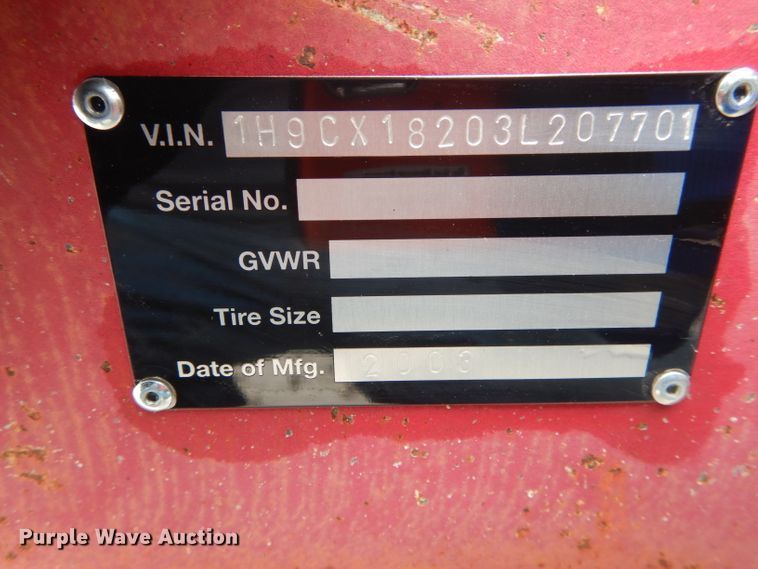 V.I.N. 1H9CX18203L207701
Serial No.
GVWR
Tire Size
Date of Mfg. 2003
Purple Wave Auction